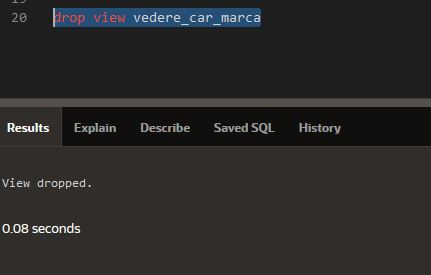 20 drop view vedere_car_marca
Results Explain Describe Saved SQL History
View dropped.
0.08 seconds